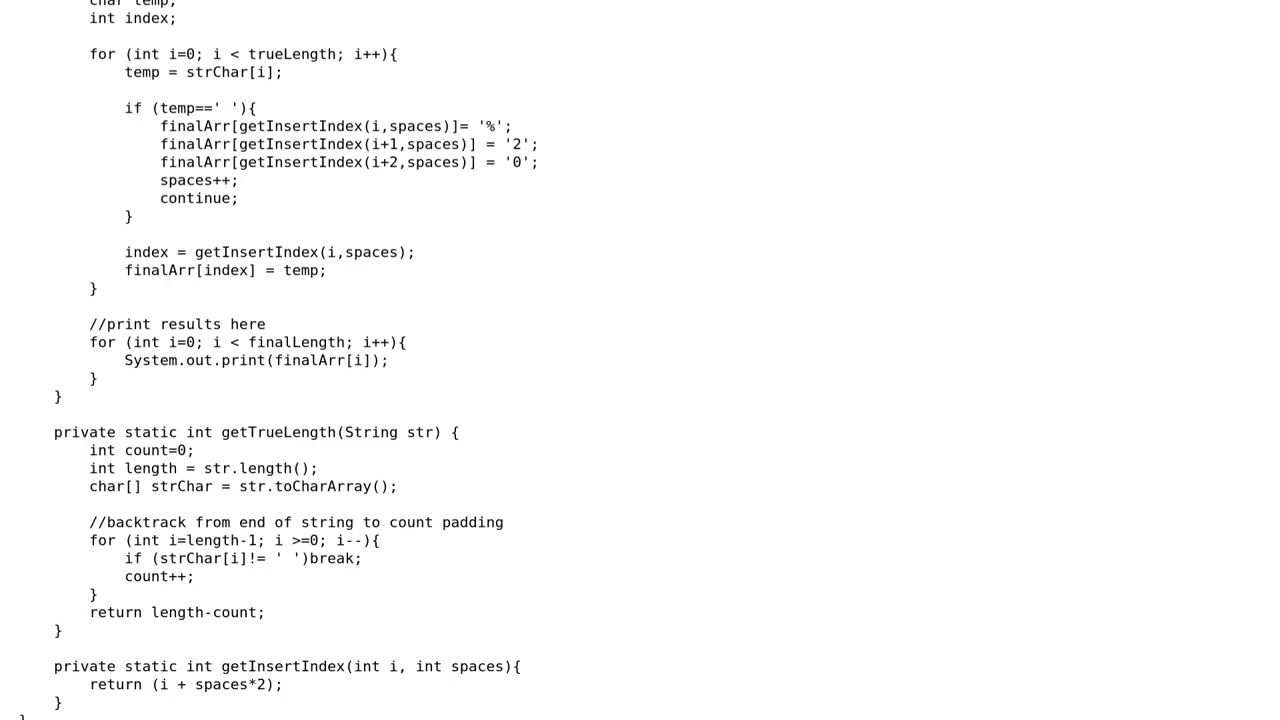 char temp;
int index;
for (int i=0; i < trueLength; i++){
temp = strChar[i];
if (temp==' '){
finalArr[getInsertIndex(i,spaces)]= '%';
finalArr[getInsertIndex(i+1,spaces)] = '2';
finalArr[getInsertIndex(i+2,spaces)] = '0';
spaces++;
continue;
}
index = getInsertIndex(i,spaces);
finalArr[index] = temp;
}
//print results here
for (int i=0; i < finalLength; i++){
System.out.print(finalArr[i]);
}
}
private static int getTrueLength(String str) {
int count=0;
int length = str.length();
char[] strChar = str.toCharArray();
//backtrack from end of string to count padding
for (int i=length-1; i >=0; i--){
if (strChar[i]!= ' ')break;
count++;
}
return length-count;
}
private static int getInsertIndex(int i, int spaces){
return (i + spaces*2);
}
}